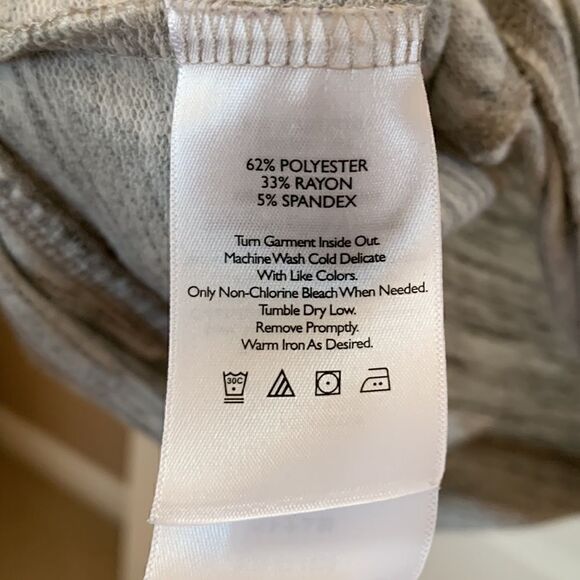 62% POLYESTER
33% RAYON
5% SPANDEX
Turn Garment Inside Out.
Machine Wash Cold Delicate
With Like Colors.
Only Non-Chlorine Bleach When Needed.
Tumble Dry Low.
Remove Promptly.
Warm Iron As Desired.
30C